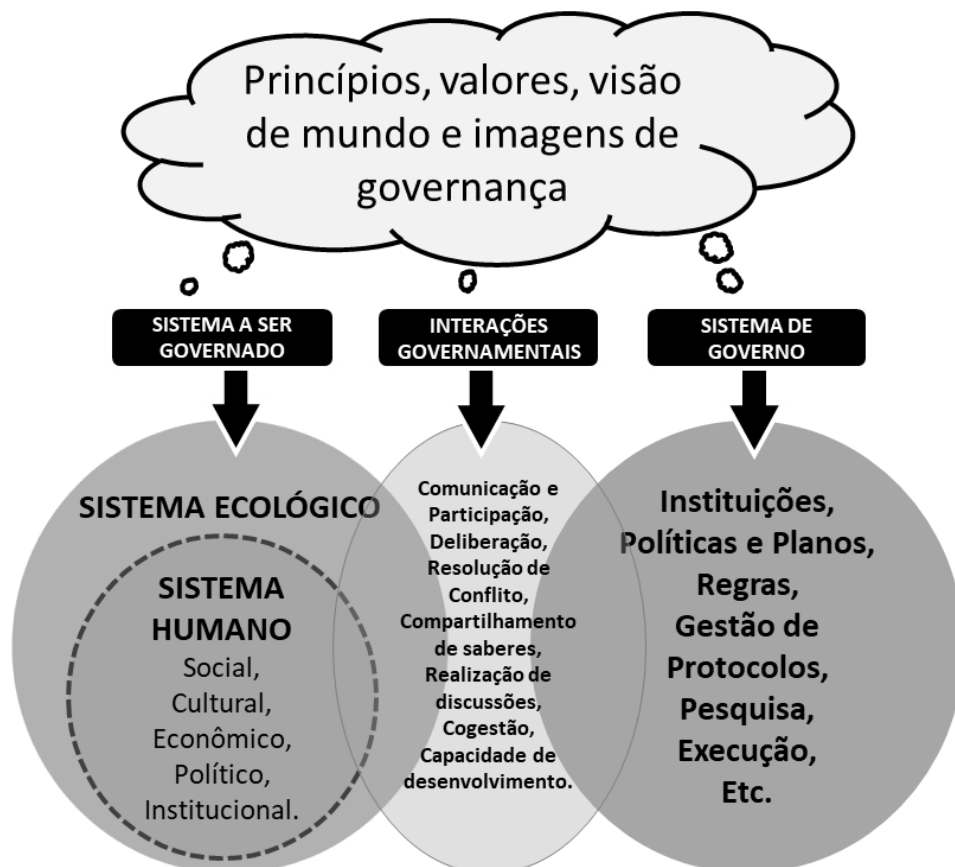 Princípios, valores, visão
de mundo e imagens de
governança
SISTEMA A SER
GOVERNADO
INTERAÇÕES
GOVERNAMENTAIS
SISTEMA DE
GOVERNO
SISTEMA ECOLÓGICO
SISTEMA
HUMANO
Social,
Cultural,
Econômico,
Político,
Institucional.
Comunicação e
Participação,
Deliberação,
Resolução de
Conflito,
Compartilhamento
de saberes,
Realização de
discussões,
Cogestão,
Capacidade de
desenvolvimento.
Instituições,
Políticas e Planos,
Regras,
Gestão de
Protocolos,
Pesquisa,
Execução,
Etc.